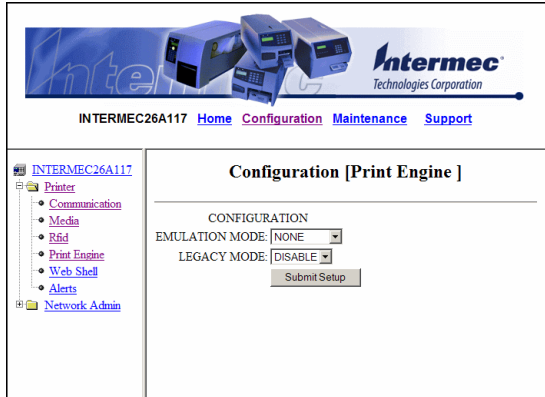 Intermec
Intermec®
Technologies Corporation
INTERMEC26A117 Home Configuration Maintenance Support
INTERMEC26A117
Printer
Communication
Media
Rfid
Print Engine
Web Shell
Alerts
Network Admin
Configuration [Print Engine ]
CONFIGURATION
EMULATION MODE: NONE
LEGACY MODE: DISABLE
Submit Setup